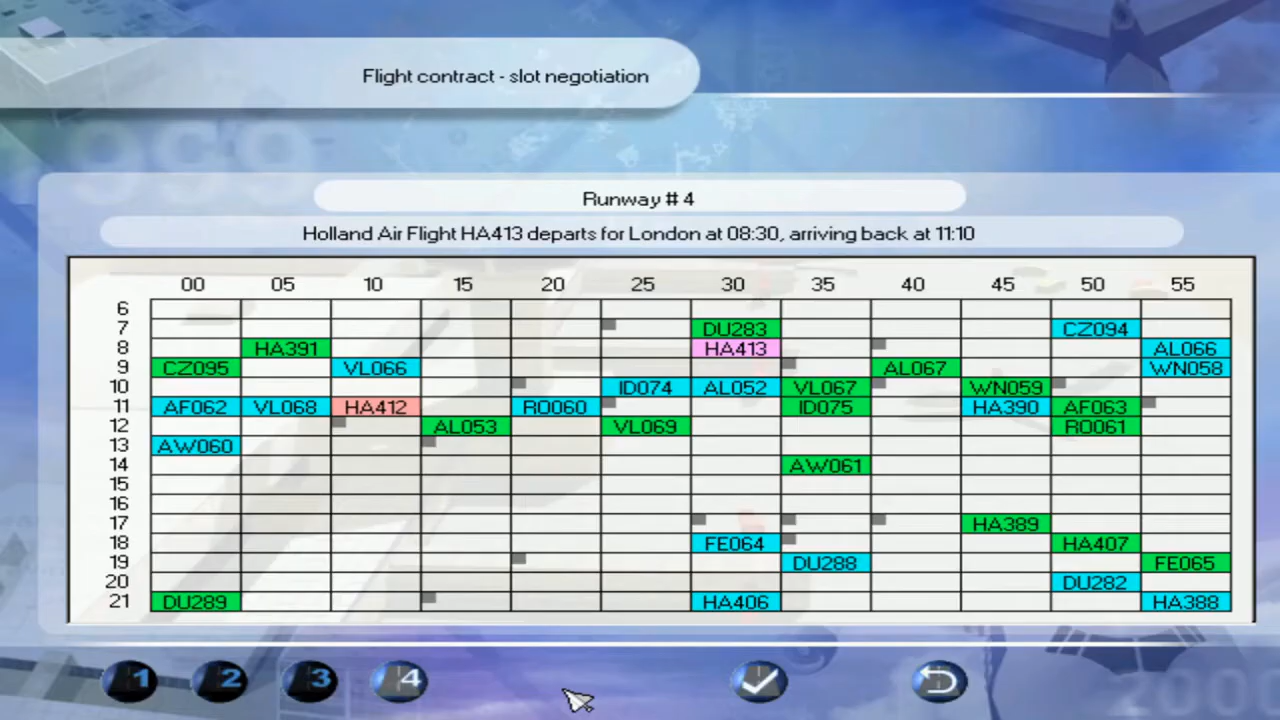 Flight contract - slot negotiation
Runway # 4
Holland Air Flight HA413 departs for London at 08:30, arriving back at 11:10
00 05 10 15 20 25 30 35 40 45 50 55
6
7 DU283 CZ094
8 HA391 HA413 AL066
9 CZ095 VL066 AL067 WN058
10 ID074 AL052 VL067 WN059
11 AF062 VL068 HA412 RO060 ID075 HA390 AF063
12 AL053 VL069 RO061
13 AW060
14 AW061
15
16
17 HA389
18 FE064 HA407
19 DU288 FE065
20 DU282
21 DU289 HA406 HA388
1 2 3 4
2000